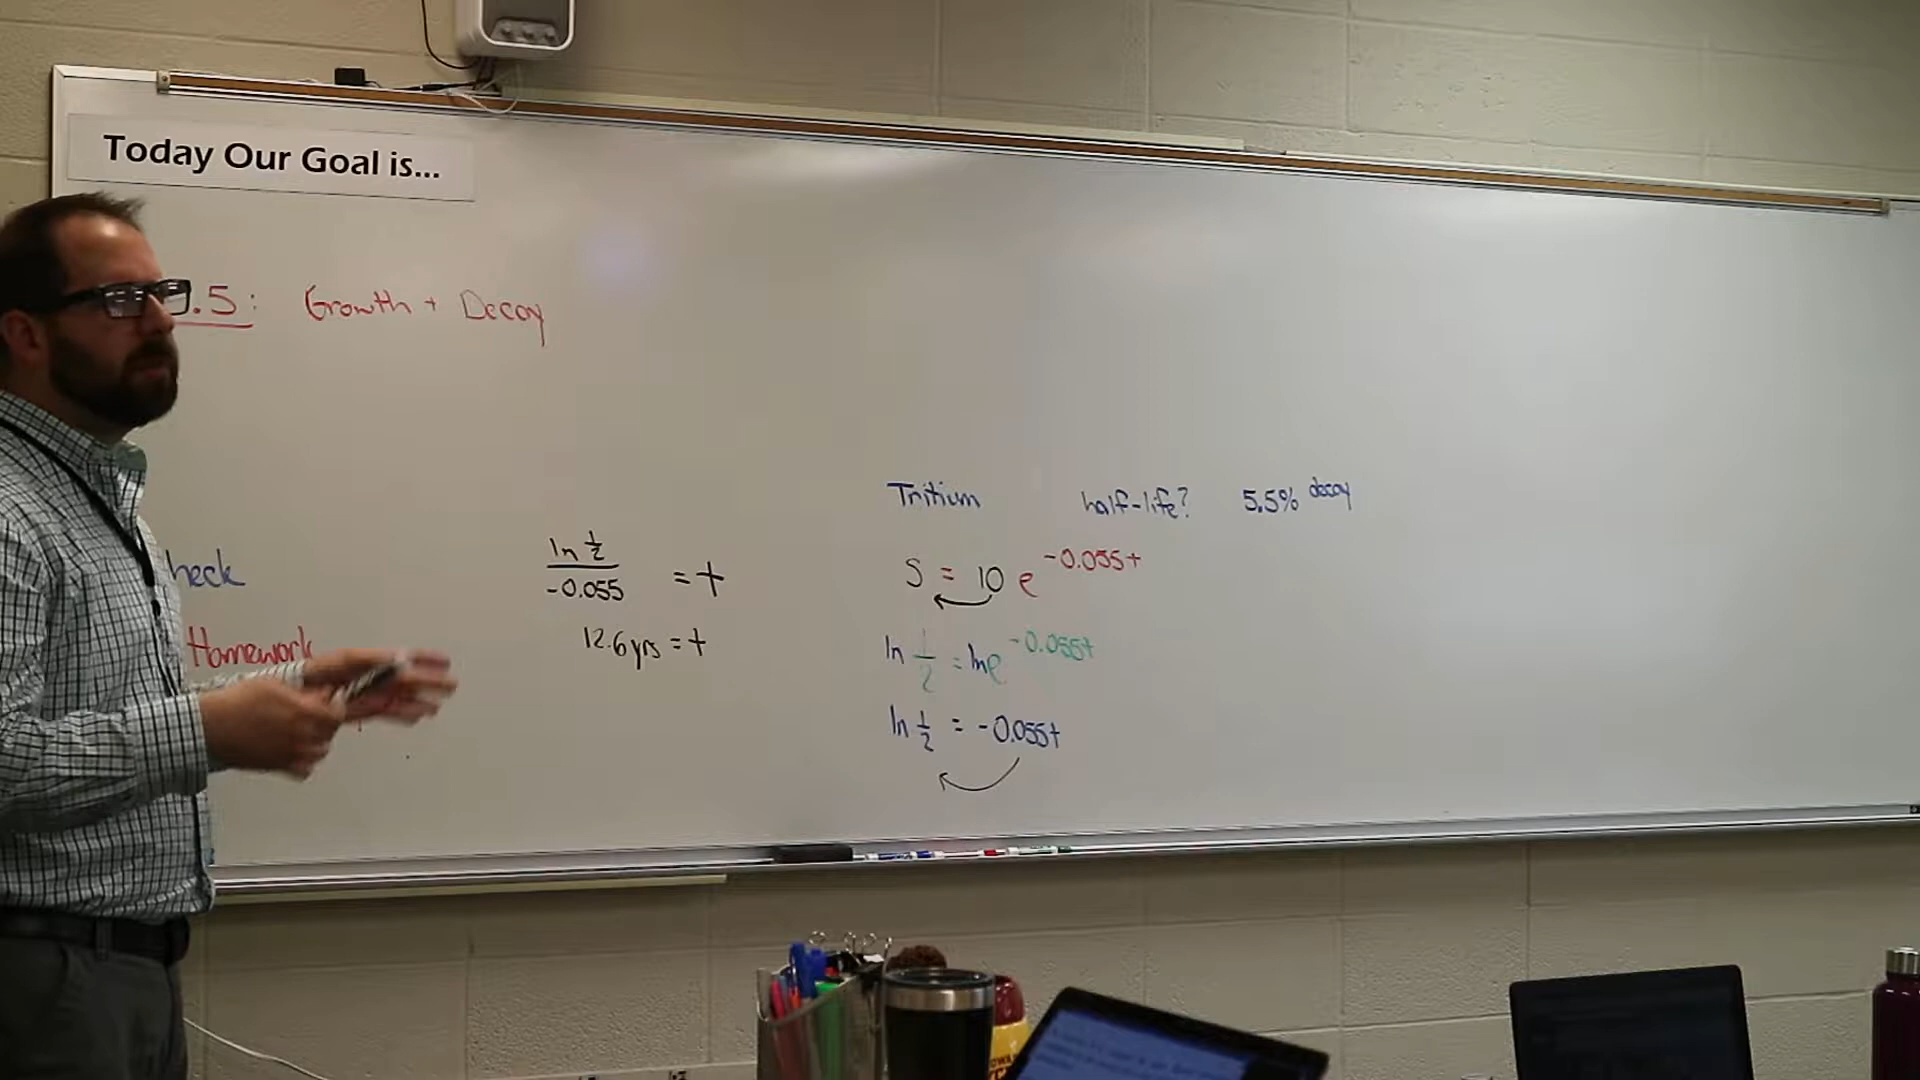 Today Our Goal is...
.5: Growth + Decay
heck
Homework
ln 1/2 / -0.055 = t
12.6 yrs = t
Tritium half-life? 5.5% decay
5 = 10 e^-0.055t
ln 1/2 = ln e^-0.055t
ln 1/2 = -0.055t